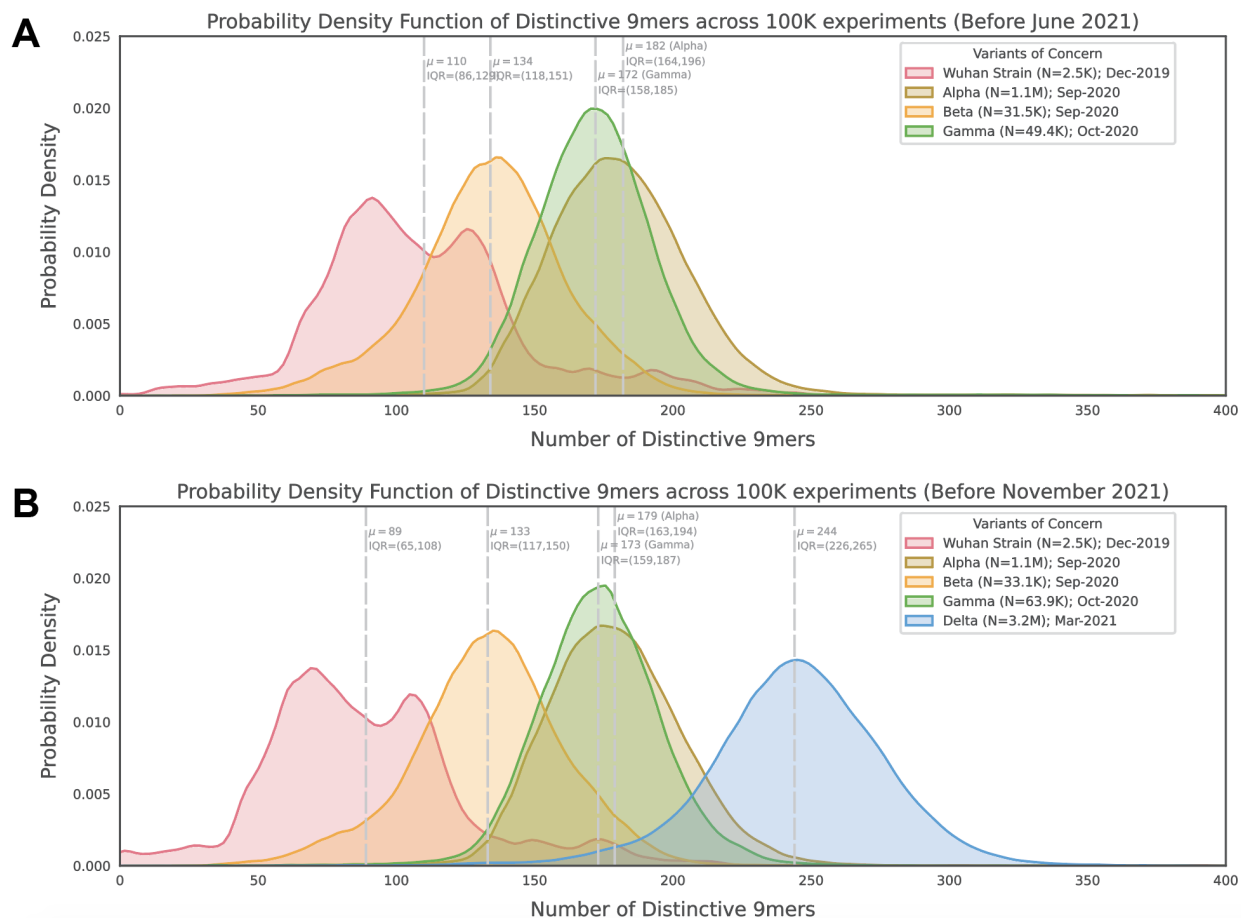 A
Probability Density Function of Distinctive 9mers across 100K experiments (Before June 2021)
0.025
0.020
0.015
0.010
0.005
0.000
Probability Density
μ = 110
IQR=(86,129)
μ = 134
IQR=(118,151)
μ = 182 (Alpha)
IQR=(164,196)
μ = 172 (Gamma)
IQR=(158,185)
Variants of Concern
Wuhan Strain (N=2.5K); Dec-2019
Alpha (N=1.1M); Sep-2020
Beta (N=31.5K); Sep-2020
Gamma (N=49.4K); Oct-2020
0 50 100 150 200 250 300 350 400
Number of Distinctive 9mers
B
Probability Density Function of Distinctive 9mers across 100K experiments (Before November 2021)
0.025
0.020
0.015
0.010
0.005
0.000
Probability Density
μ = 89
IQR=(65,108)
μ = 133
IQR=(117,150)
μ = 179 (Alpha)
IQR=(163,194)
μ = 173 (Gamma)
IQR=(159,187)
μ = 244
IQR=(226,265)
Variants of Concern
Wuhan Strain (N=2.5K); Dec-2019
Alpha (N=1.1M); Sep-2020
Beta (N=33.1K); Sep-2020
Gamma (N=63.9K); Oct-2020
Delta (N=3.2M); Mar-2021
0 50 100 150 200 250 300 350 400
Number of Distinctive 9mers